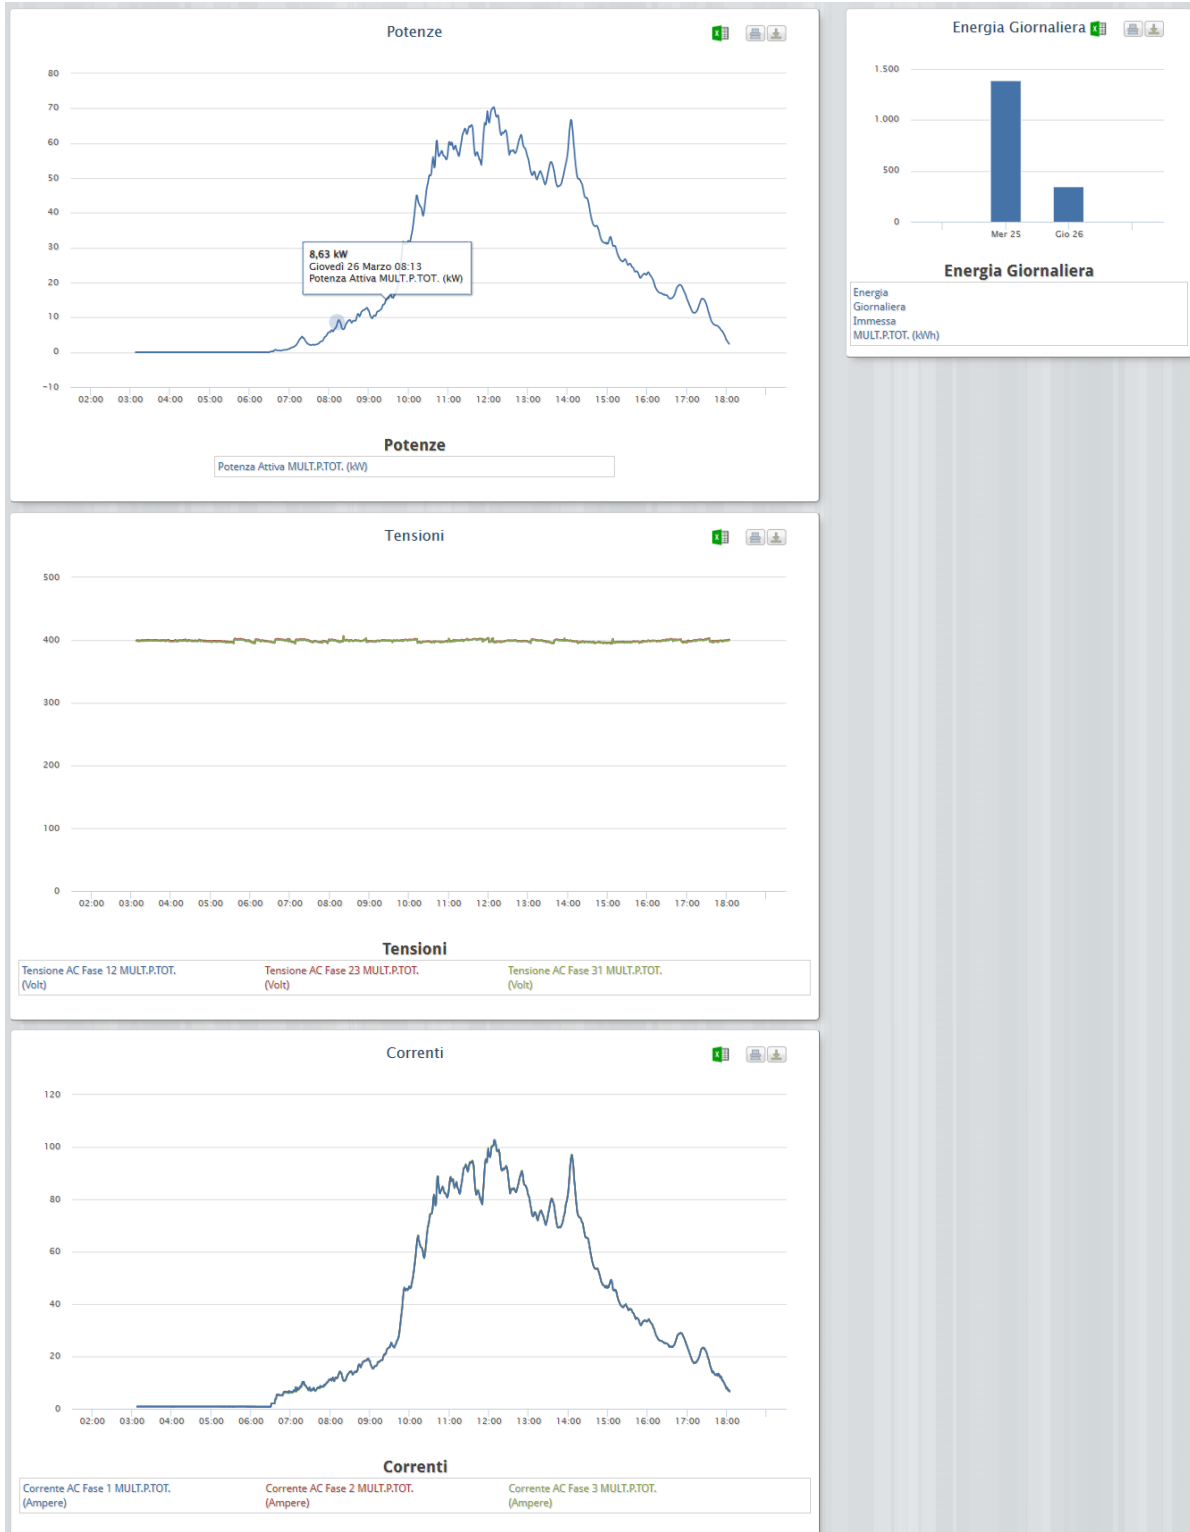 Potenze
80
70
60
50
40
30
20
10
0
-10
8,63 kW
Giovedì 26 Marzo 08:13
Potenza Attiva MULT.P.TOT. (kW)
02:00 03:00 04:00 05:00 06:00 07:00 08:00 09:00 10:00 11:00 12:00 13:00 14:00 15:00 16:00 17:00 18:00
Potenze
Potenza Attiva MULT.P.TOT. (kW)
Energia Giornaliera
1.500
1.000
500
0
Mer 25 Gio 26
Energia Giornaliera
Energia
Giornaliera
Immessa
MULT.P.TOT. (kWh)
Tensioni
500
400
300
200
100
0
02:00 03:00 04:00 05:00 06:00 07:00 08:00 09:00 10:00 11:00 12:00 13:00 14:00 15:00 16:00 17:00 18:00
Tensioni
Tensione AC Fase 12 MULT.P.TOT. Tensione AC Fase 23 MULT.P.TOT. Tensione AC Fase 31 MULT.P.TOT.
(Volt) (Volt) (Volt)
Correnti
120
100
80
60
40
20
0
02:00 03:00 04:00 05:00 06:00 07:00 08:00 09:00 10:00 11:00 12:00 13:00 14:00 15:00 16:00 17:00 18:00
Correnti
Corrente AC Fase 1 MULT.P.TOT. Corrente AC Fase 2 MULT.P.TOT. Corrente AC Fase 3 MULT.P.TOT.
(Ampere) (Ampere) (Ampere)